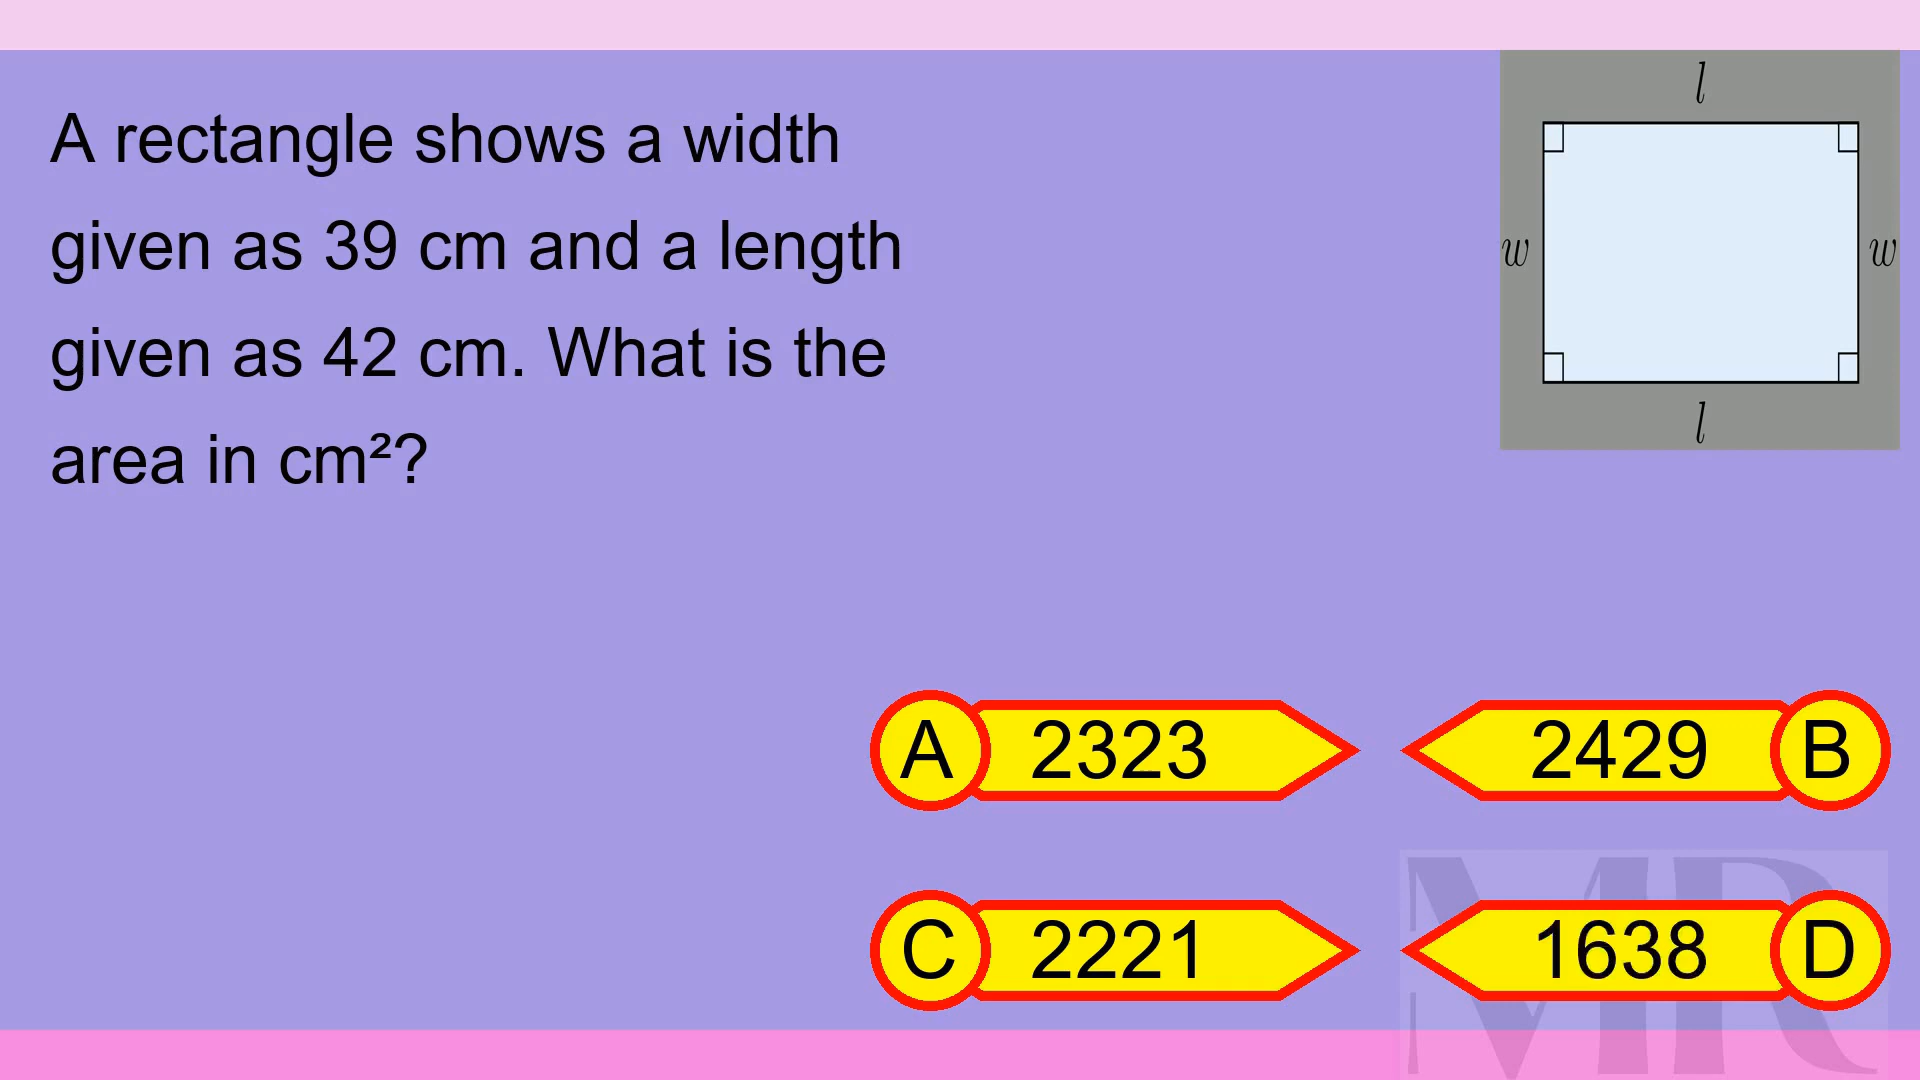 A rectangle shows a width
given as 39 cm and a length
given as 42 cm. What is the
area in cm²?
l
w
w
l
A 2323
2429 B
C 2221
1638 D
MR